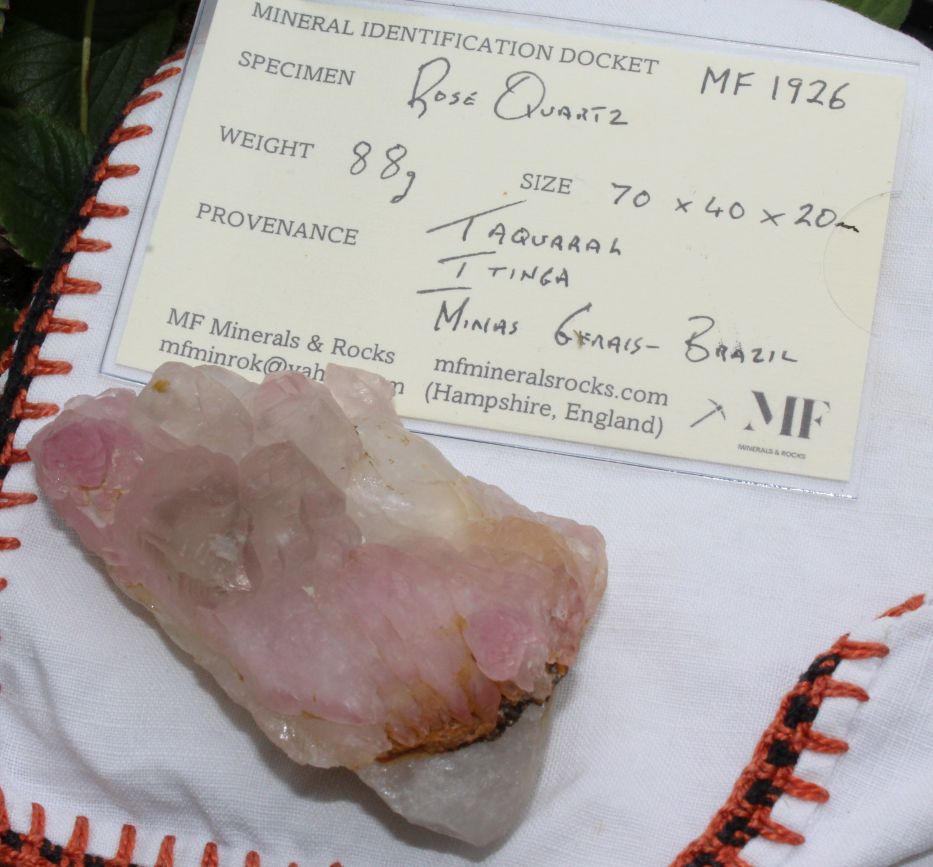 MINERAL IDENTIFICATION DOCKET MF 1926
SPECIMEN Rose Quartz
WEIGHT 88g SIZE 70 x 40 x 20m
PROVENANCE TAQUARAL
ITINGA
MINAS GERAIS- BRAZIL
MF Minerals & Rocks mfmineralsrocks.com
(Hampshire, England)
MF
MINERALS & ROCKS